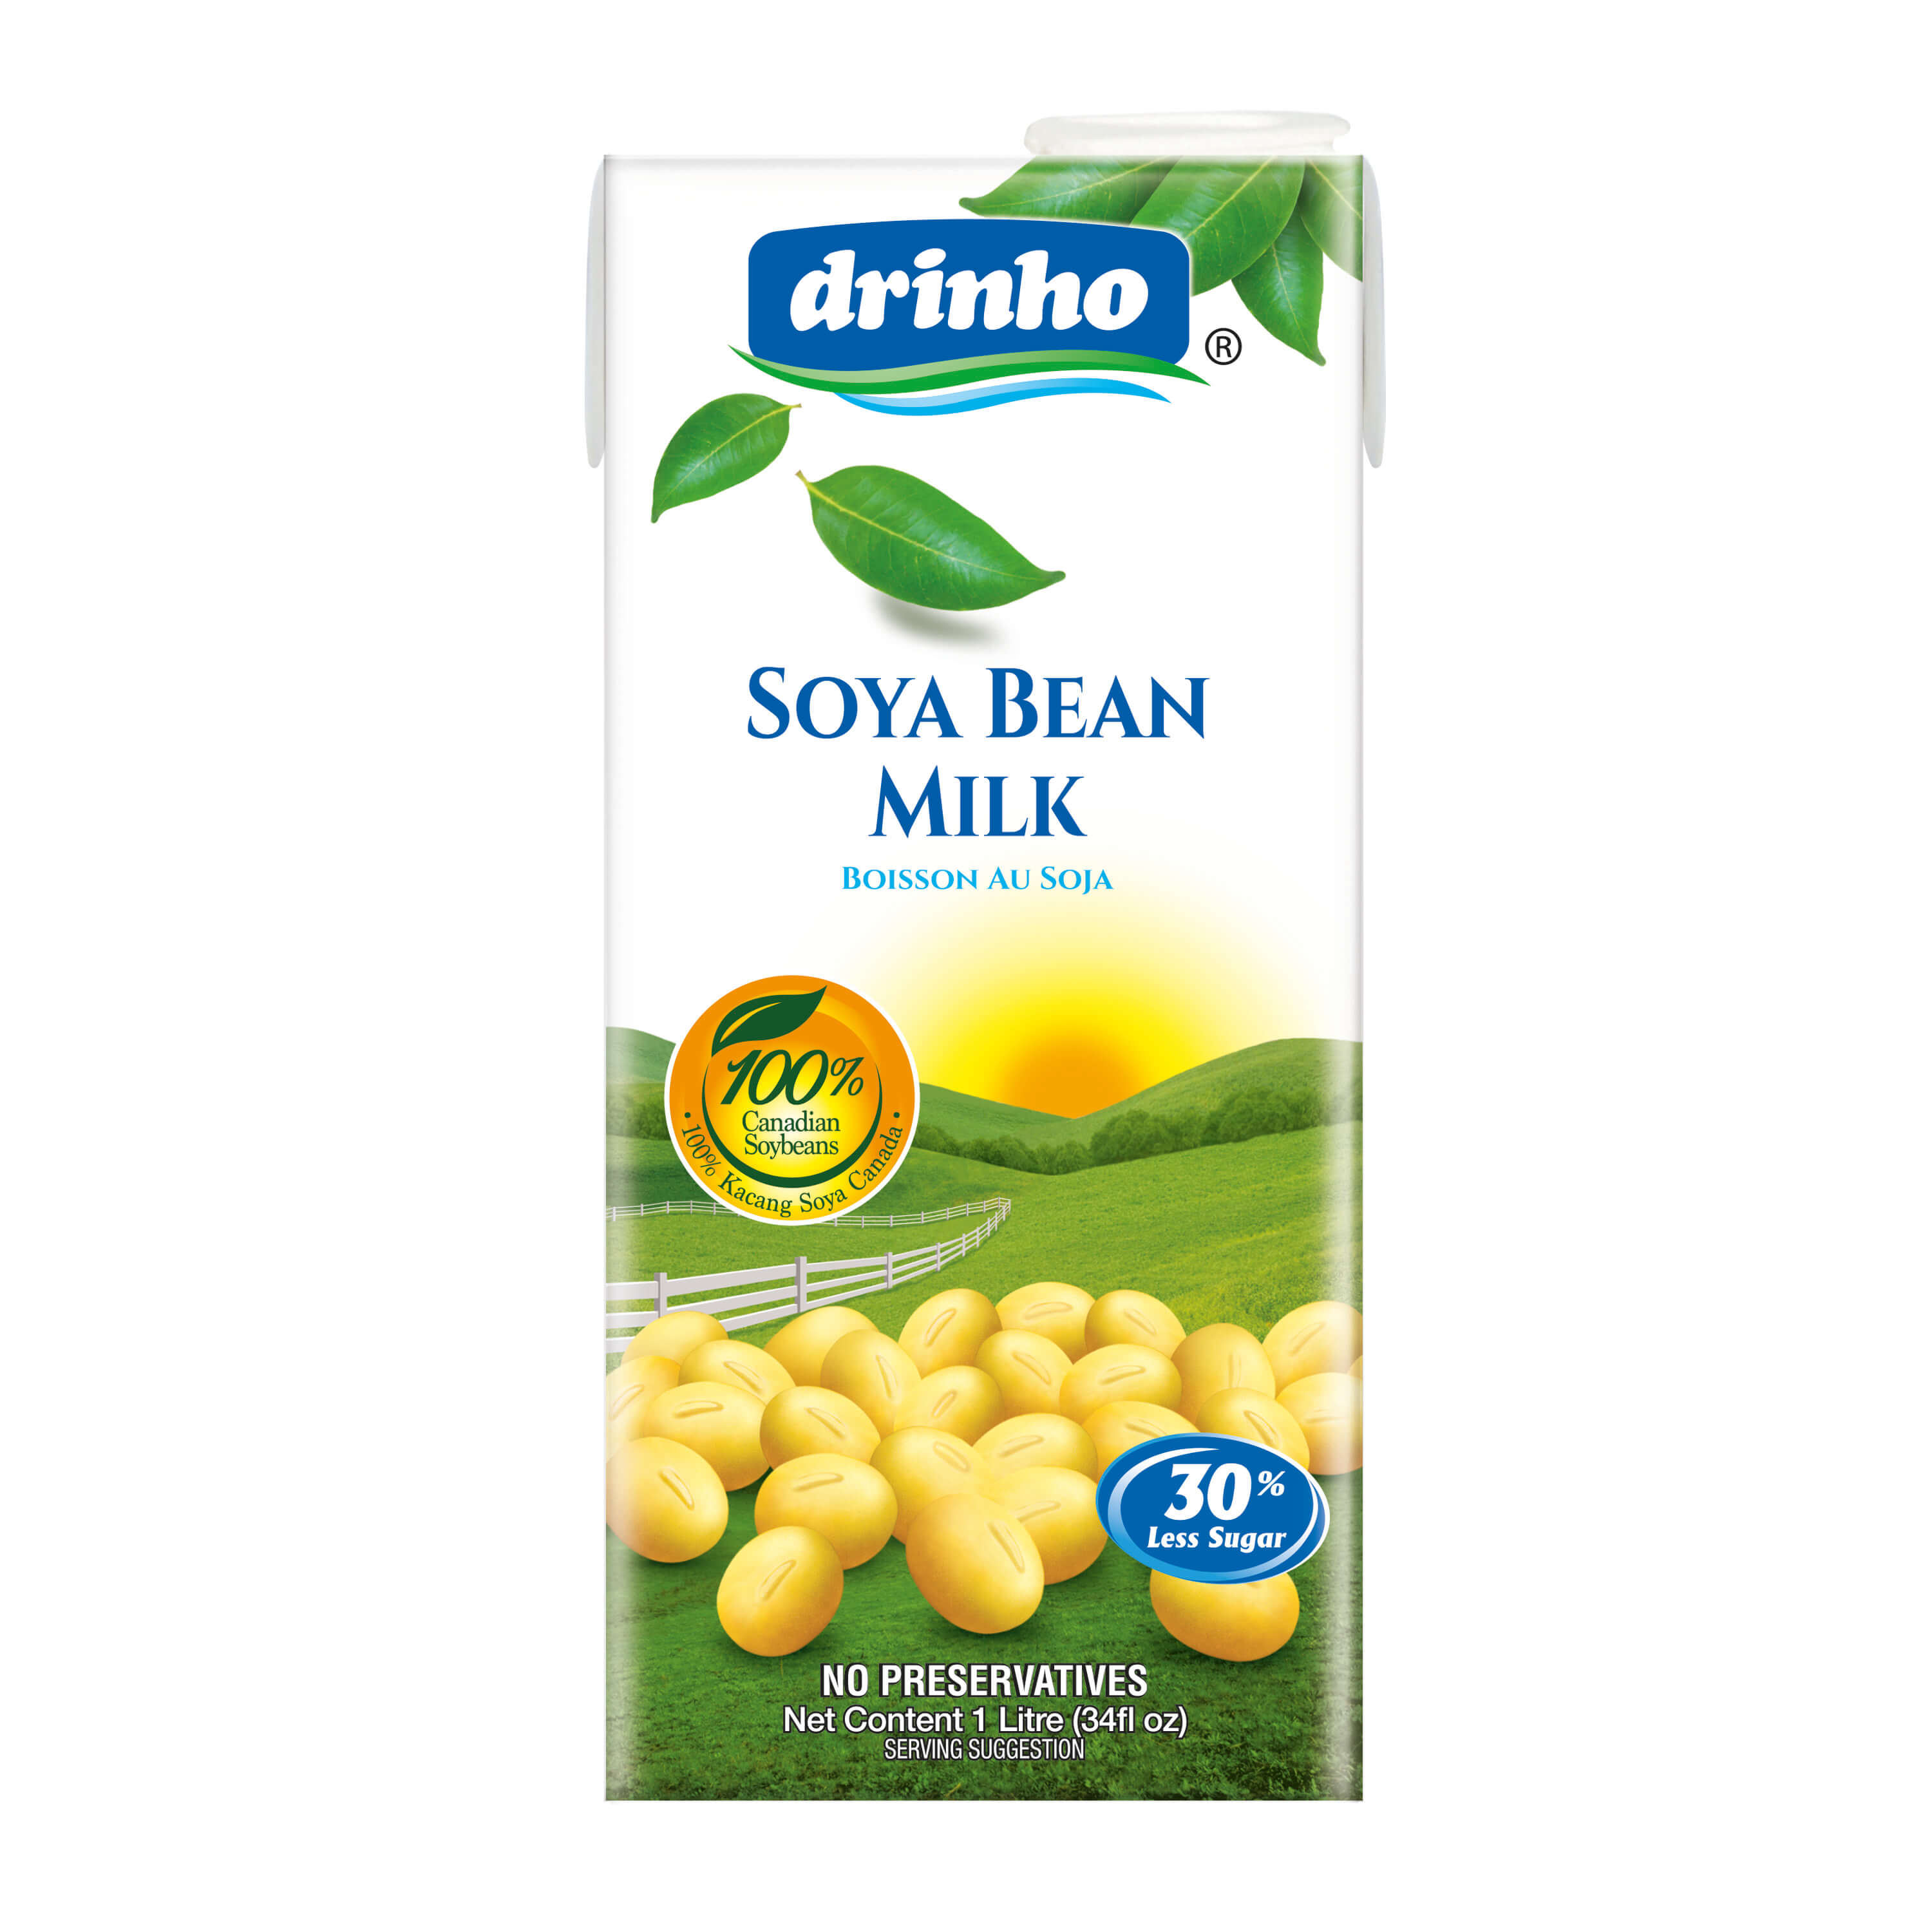 drinho
®
SOYA BEAN
MILK
BOISSON AU SOJA
100%
Canadian
Soybeans
• 100% Kacang Soya Canada •
30%
Less Sugar
NO PRESERVATIVES
Net Content 1 Litre (34fl oz)
SERVING SUGGESTION